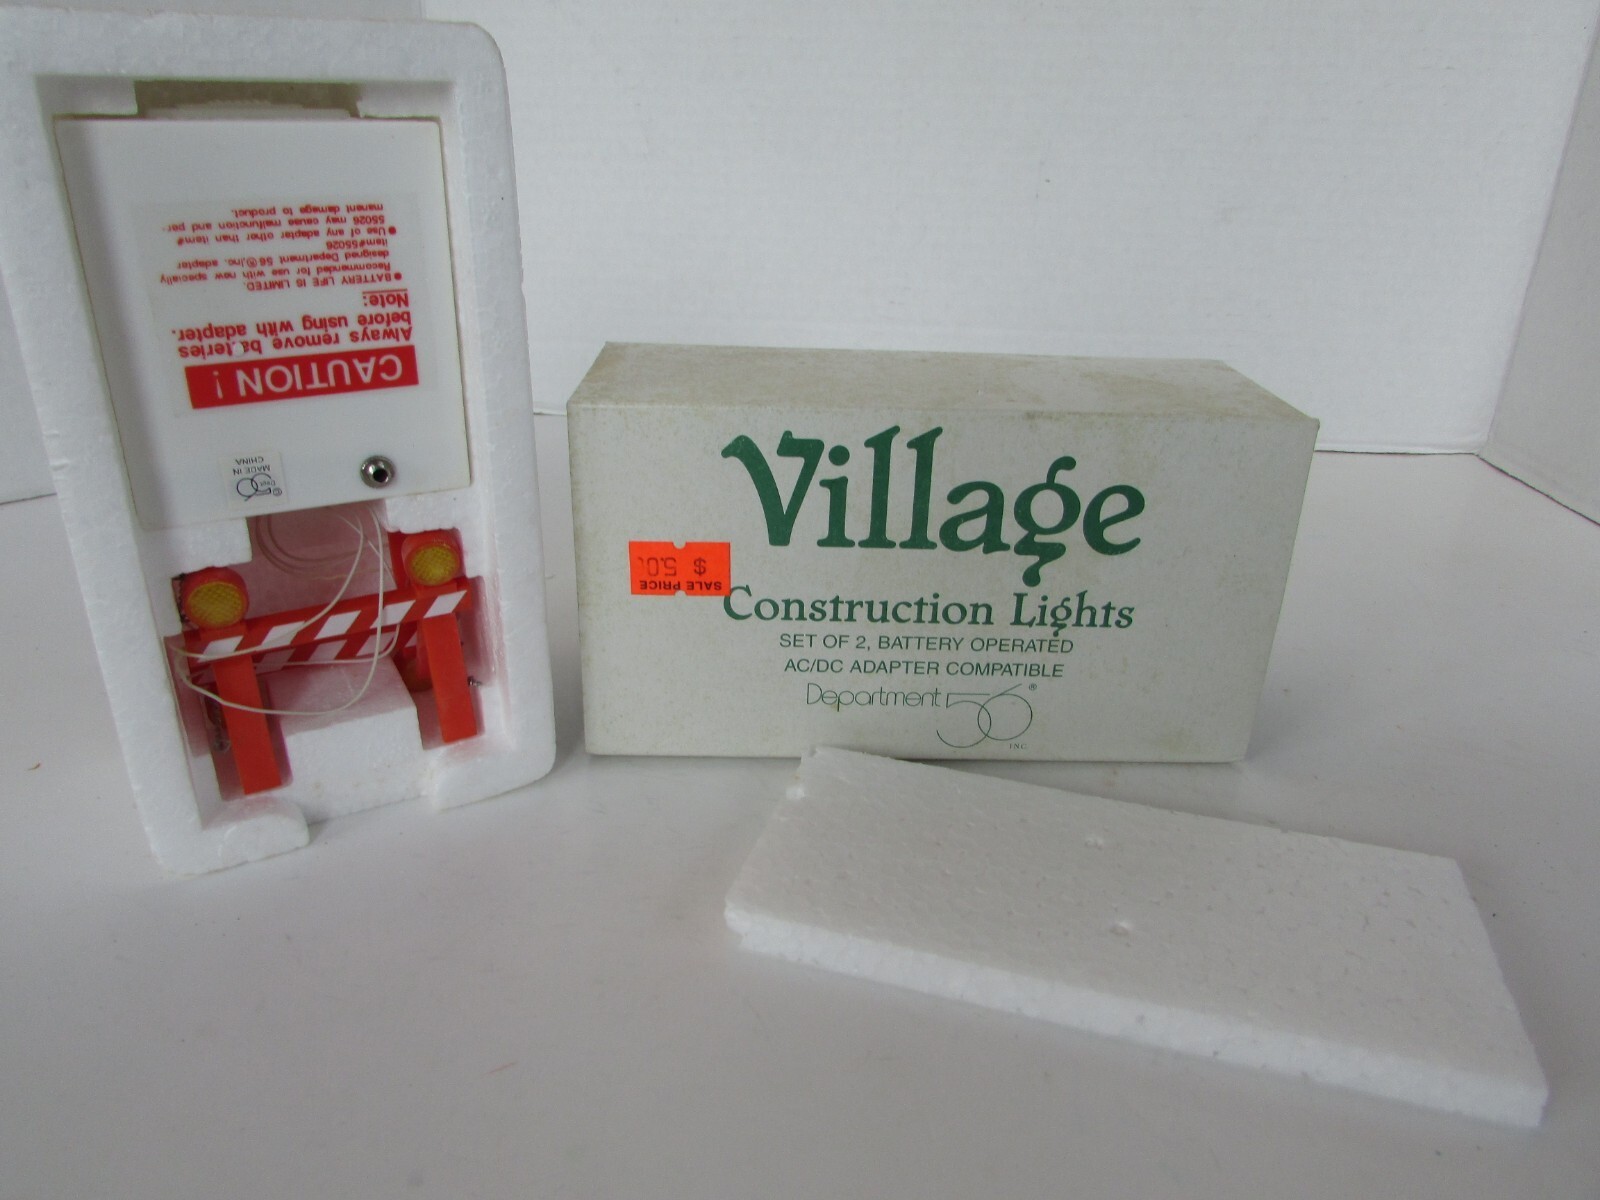 CAUTION !
Always remove batteries
before using with adapter.
Note:
● BATTERY LIFE IS LIMITED.
Recommended for use with new specially
designed Department 56®, Inc. adapter
item#55026
● Use of any adapter other than item#
55026 may cause malfunction and per-
manent damage to product.
© Dept 56
MADE IN
CHINA
Village
SALE PRICE
$ 5.0
Construction Lights
SET OF 2, BATTERY OPERATED
AC/DC ADAPTER COMPATIBLE
Department 56®
INC.